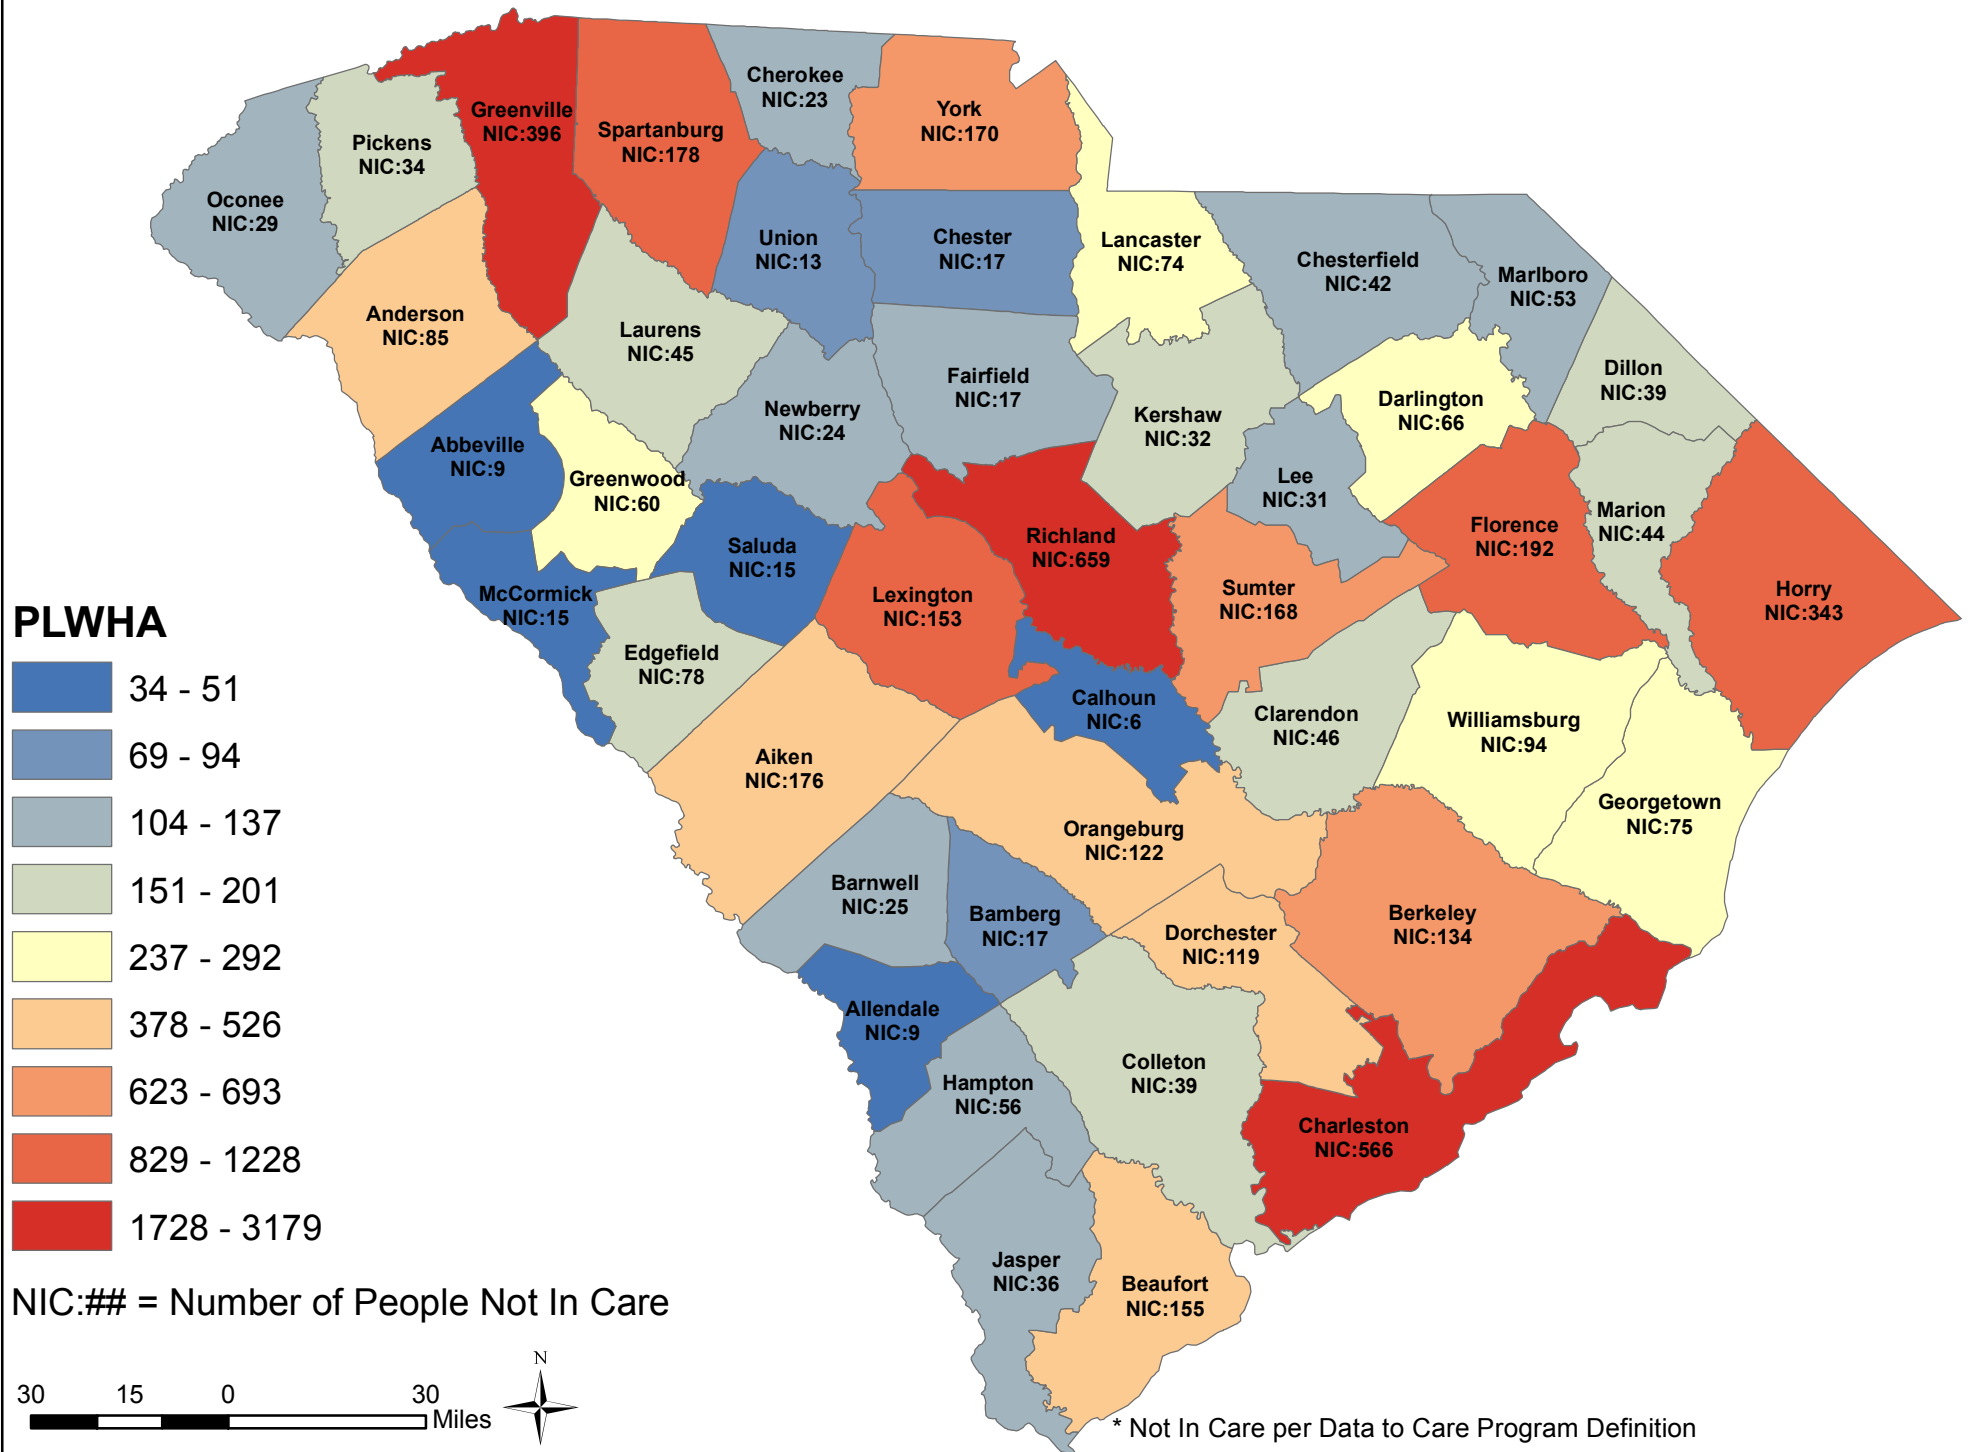 Cherokee
NIC:23
York
NIC:170
Greenville
NIC:396
Spartanburg
NIC:178
Pickens
NIC:34
Oconee
NIC:29
Union
NIC:13
Chester
NIC:17
Lancaster
NIC:74
Chesterfield
NIC:42
Marlboro
NIC:53
Anderson
NIC:85
Laurens
NIC:45
Fairfield
NIC:17
Dillon
NIC:39
Newberry
NIC:24
Kershaw
NIC:32
Darlington
NIC:66
Abbeville
NIC:9
Greenwood
NIC:60
Lee
NIC:31
Marion
NIC:44
Florence
NIC:192
Richland
NIC:659
Saluda
NIC:15
McCormick
NIC:15
Lexington
NIC:153
Sumter
NIC:168
Horry
NIC:343
Edgefield
NIC:78
Calhoun
NIC:6
Clarendon
NIC:46
Williamsburg
NIC:94
Aiken
NIC:176
Georgetown
NIC:75
Orangeburg
NIC:122
Barnwell
NIC:25
Bamberg
NIC:17
Dorchester
NIC:119
Berkeley
NIC:134
Allendale
NIC:9
Hampton
NIC:56
Colleton
NIC:39
Charleston
NIC:566
Jasper
NIC:36
Beaufort
NIC:155
PLWHA
34 - 51
69 - 94
104 - 137
151 - 201
237 - 292
378 - 526
623 - 693
829 - 1228
1728 - 3179
NIC:## = Number of People Not In Care
N
30 15 0 30
Miles
* Not In Care per Data to Care Program Definition